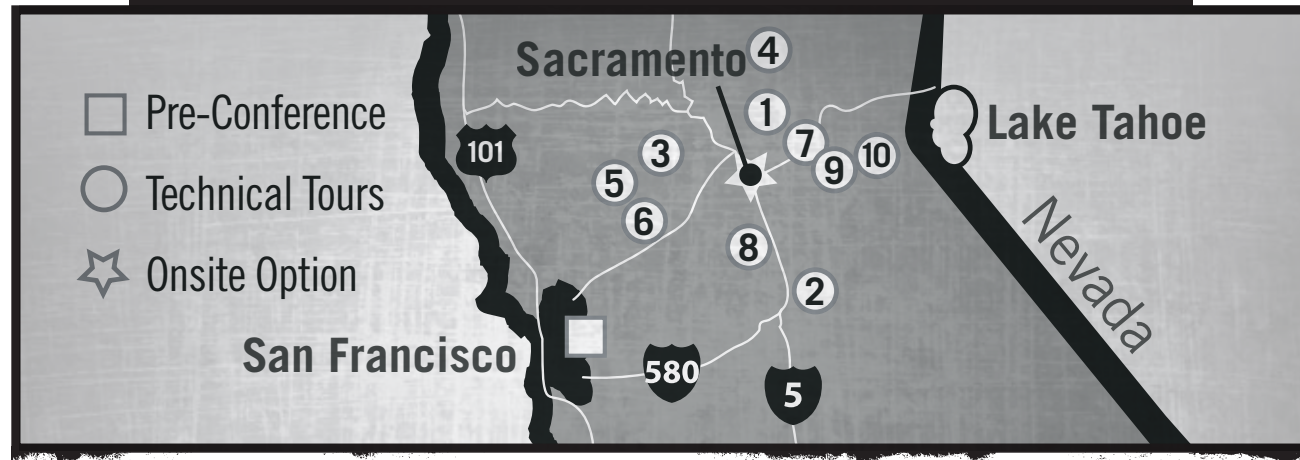 Sacramento
4
1
Pre-Conference
Lake Tahoe
101
3
7
9
10
5
Technical Tours
6
Nevada
8
Onsite Option
2
San Francisco
580
5